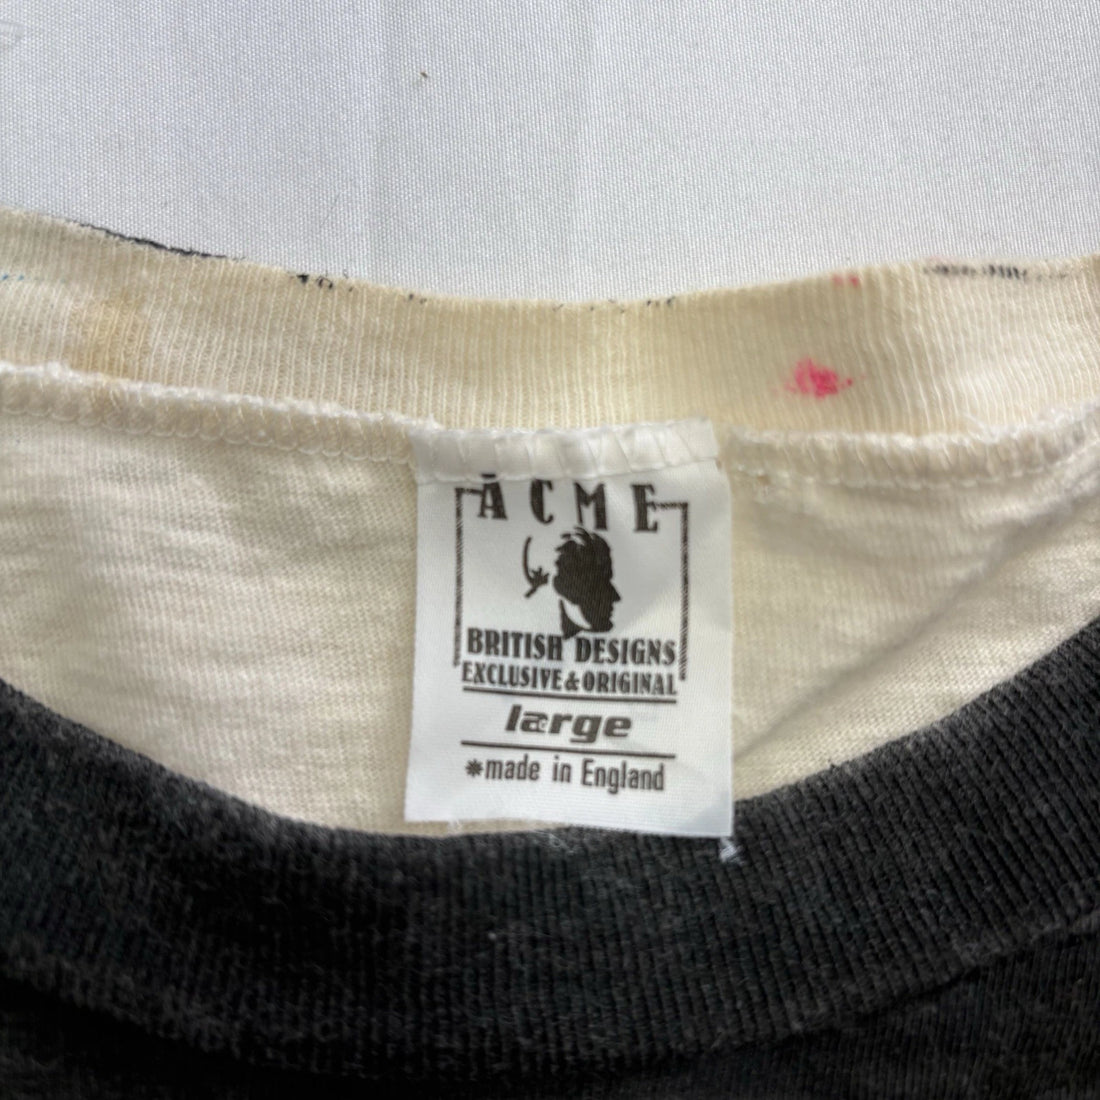 ACME
BRITISH DESIGNS
EXCLUSIVE & ORIGINAL
large
*made in England